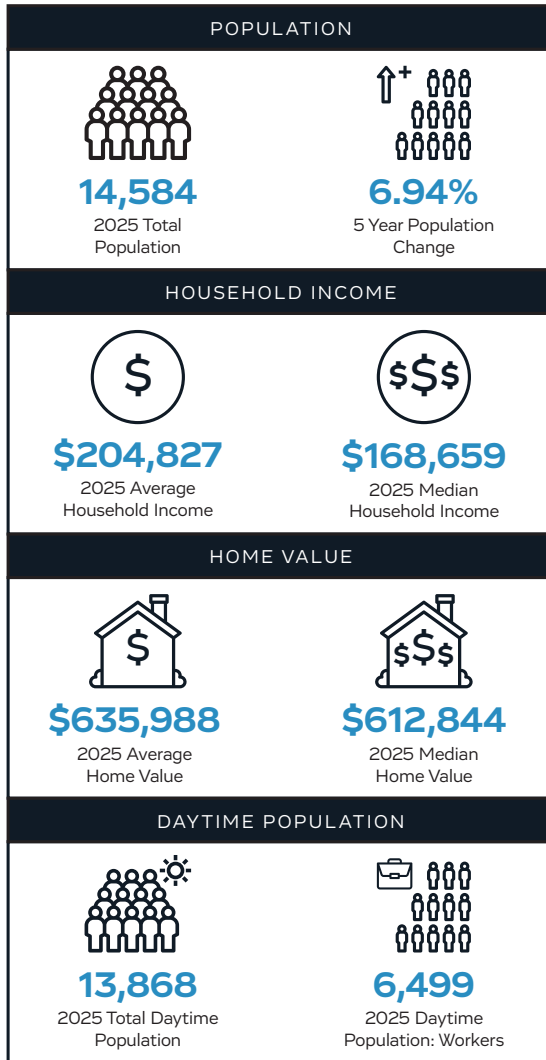 POPULATION
14,584
2025 Total
Population
6.94%
5 Year Population
Change
HOUSEHOLD INCOME
$
$204,827
2025 Average
Household Income
$$$
$168,659
2025 Median
Household Income
HOME VALUE
$
$635,988
2025 Average
Home Value
$$$
$612,844
2025 Median
Home Value
DAYTIME POPULATION
13,868
2025 Total Daytime
Population
6,499
2025 Daytime
Population: Workers